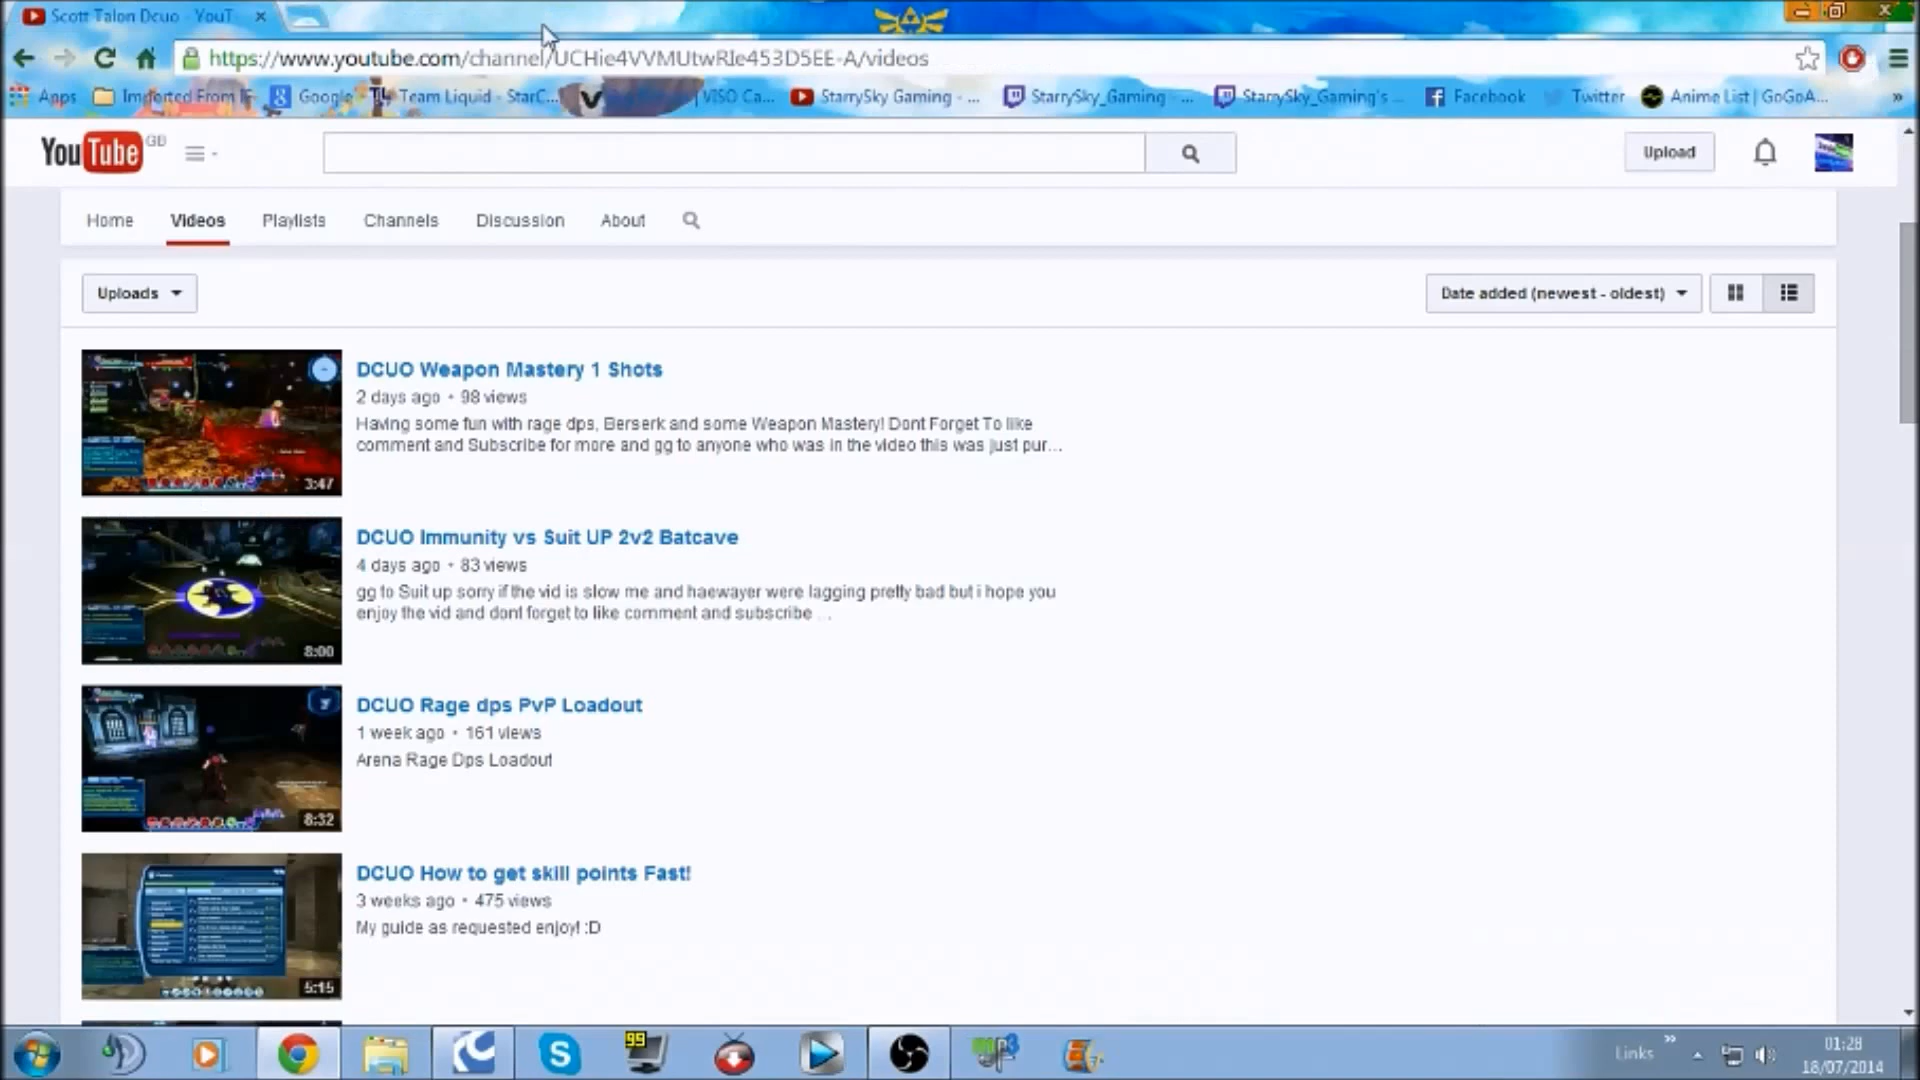 Scott Talon Dcuo - YouT
https://www.youtube.com/channel/UCHie4VVMUtwRIe453D5EE-A/videos
Apps
Imported From IE
Google
Team Liquid - StarC...
VISO Ca...
StarrySky Gaming - ...
StarrySky_Gaming - ...
StarrySky_Gaming's ...
Facebook
Twitter
Anime List | GoGoA...
YouTube GB
Upload
Home
Videos
Playlists
Channels
Discussion
About
Uploads
Date added (newest - oldest)
DCUO Weapon Mastery 1 Shots
2 days ago • 98 views
Having some fun with rage dps, Berserk and some Weapon Mastery! Dont Forget To like
comment and Subscribe for more and gg to anyone who was in the video this was just pur...
3:47
DCUO Immunity vs Suit UP 2v2 Batcave
4 days ago • 83 views
gg to Suit up sorry if the vid is slow me and haewayer were lagging pretty bad but i hope you
enjoy the vid and dont forget to like comment and subscribe ...
8:00
DCUO Rage dps PvP Loadout
1 week ago • 161 views
Arena Rage Dps Loadout
8:32
DCUO How to get skill points Fast!
3 weeks ago • 475 views
My guide as requested enjoy! :D
5:15
99
Links
01:28
18/07/2014